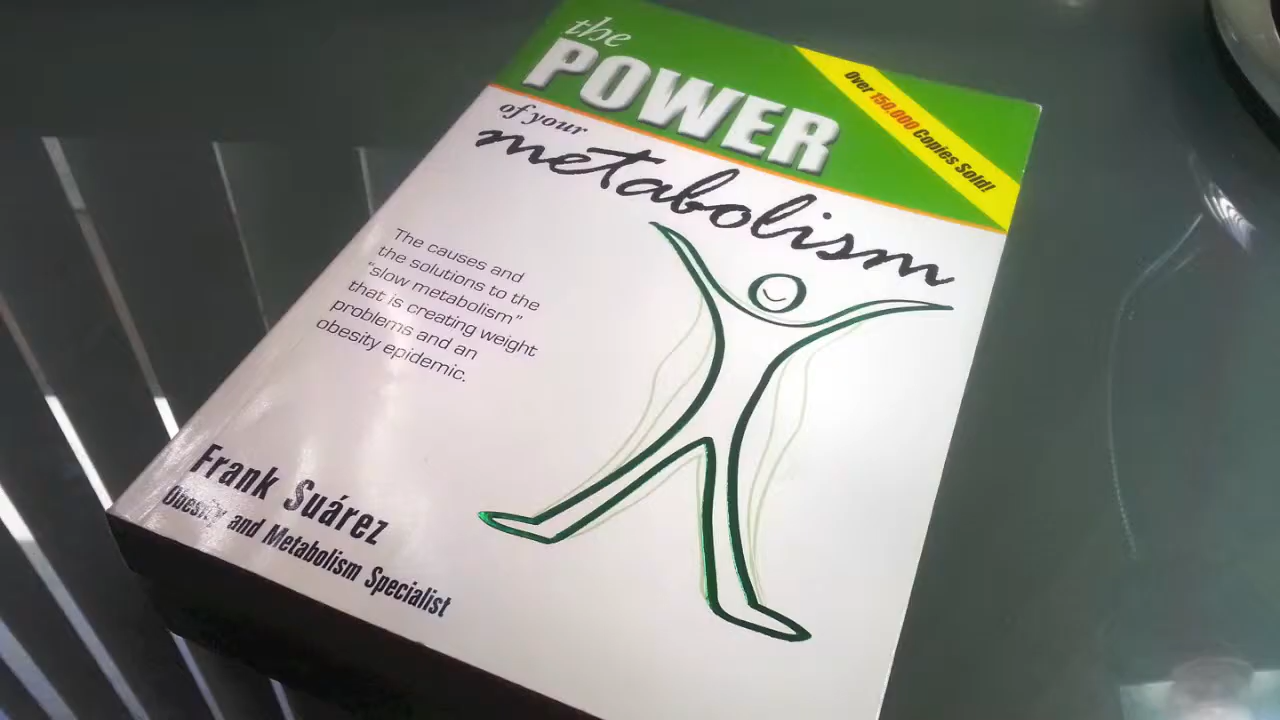 the
POWER
of your
metabolism
Over 150,000 Copies Sold!
The causes and
the solutions to the
"slow metabolism"
that is creating weight
problems and an
obesity epidemic.
Frank Suárez
Obesity and Metabolism Specialist